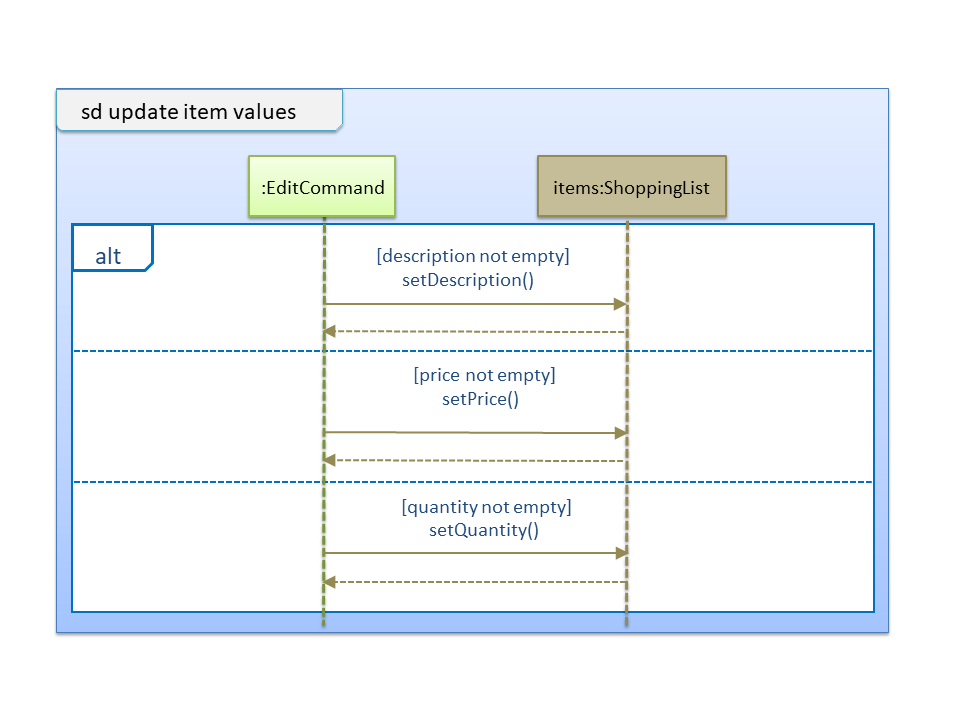 sd update item values
:EditCommand
items:ShoppingList
alt
[description not empty]
setDescription()
[price not empty]
setPrice()
[quantity not empty]
setQuantity()